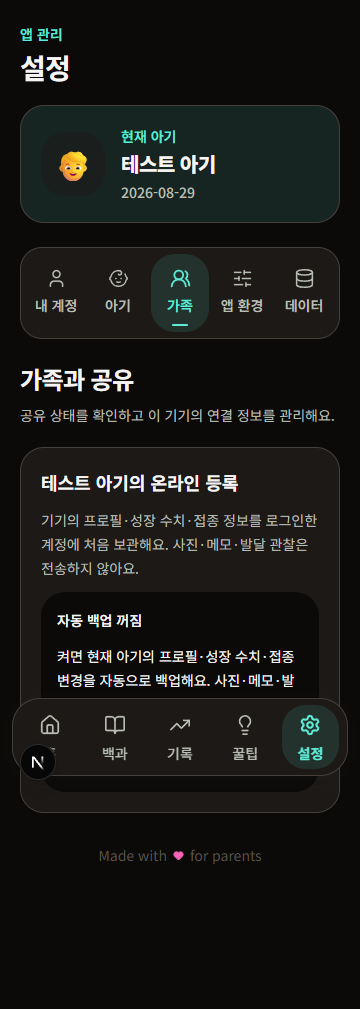 앱 관리
설정
현재 아기
테스트 아기
2026-08-29
내 계정
아기
가족
앱 환경
데이터
가족과 공유
공유 상태를 확인하고 이 기기의 연결 정보를 관리해요.
테스트 아기의 온라인 등록
기기의 프로필·성장 수치·접종 정보를 로그인한
계정에 처음 보관해요. 사진·메모·발달 관찰은
전송하지 않아요.
자동 백업 꺼짐
켜면 현재 아기의 프로필·성장 수치·접종
변경을 자동으로 백업해요. 사진·메모·발
백과
기록
꿀팁
설정
N
Made with for parents